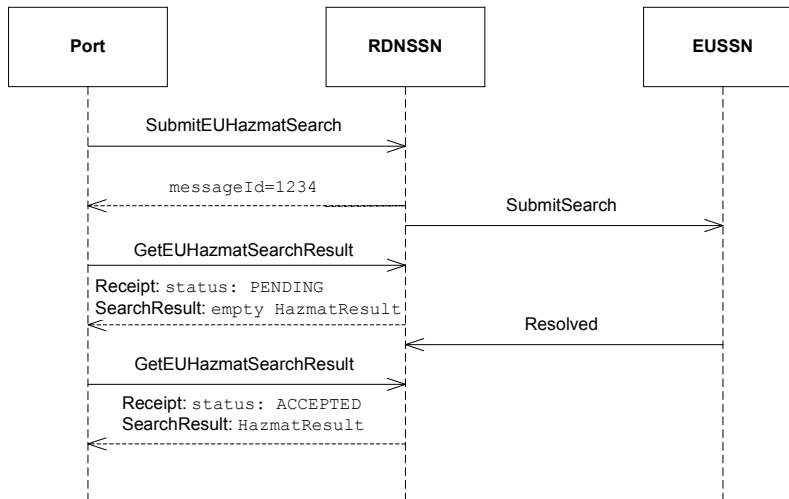 Port
RDNSSN
EUSSN
SubmitEUHazmatSearch
messageId=1234
SubmitSearch
GetEUHazmatSearchResult
Receipt: status: PENDING
SearchResult: empty HazmatResult
Resolved
GetEUHazmatSearchResult
Receipt: status: ACCEPTED
SearchResult: HazmatResult